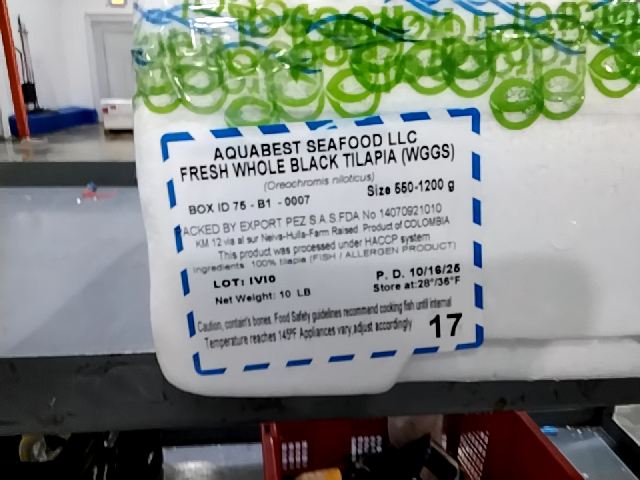 AQUABEST SEAFOOD LLC
FRESH WHOLE BLACK TILAPIA (WGGS)
(Oreochromis niloticus)
Size 550-1200 g
BOX ID 75 - B1 - 0007
PACKED BY EXPORT PEZ S.A.S.FDA No 14070921010
KM 12 via al sur Neiva-Huila-Farm Raised. Product of COLOMBIA
This product was processed under HACCP system
Ingredients: 100% tilapia (FISH / ALLERGEN PRODUCT)
LOT: IVI0
P. D. 10/16/25
Net Weight: 10 LB
Store at:28°/36°F
Caution, contain's bones. Food Safety guidelines recommend cooking fish until internal
Temperature reaches 145ºF Appliances vary,adjust accordingly
17